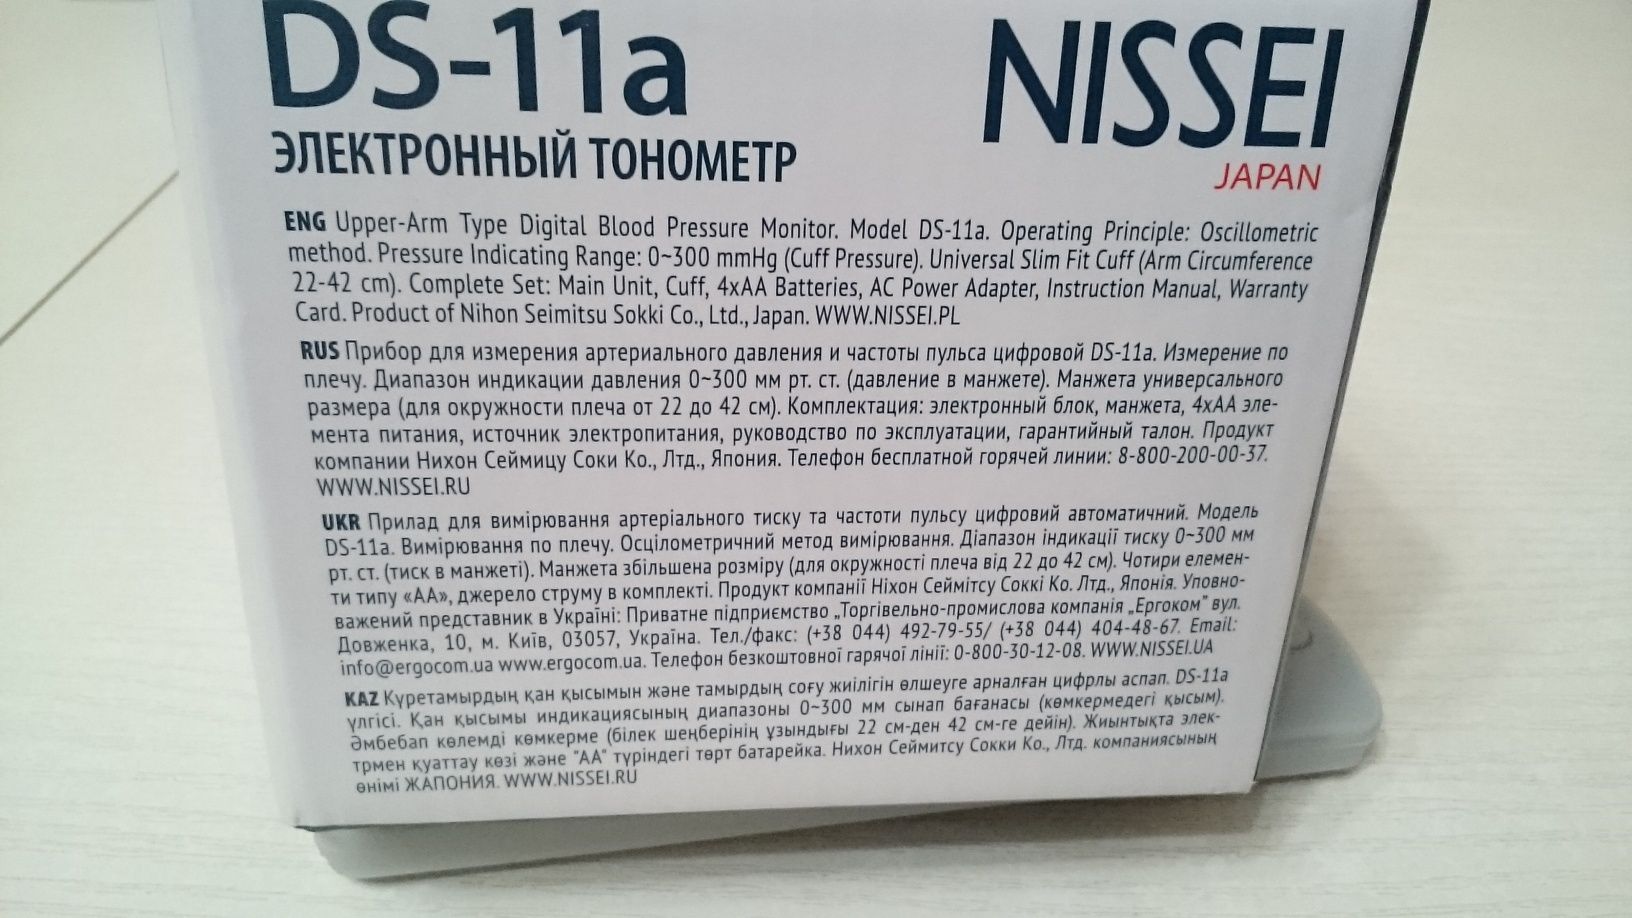 DS-11a
NISSEI
JAPAN
ЭЛЕКТРОННЫЙ ТОНОМЕТР
ENG Upper-Arm Type Digital Blood Pressure Monitor. Model DS-11a. Operating Principle: Oscillometric
method. Pressure Indicating Range: 0~300 mmHg (Cuff Pressure). Universal Slim Fit Cuff (Arm Circumference
22-42 cm). Complete Set: Main Unit, Cuff, 4xAA Batteries, AC Power Adapter, Instruction Manual, Warranty
Card. Product of Nihon Seimitsu Sokki Co., Ltd., Japan. WWW.NISSEI.PL
RUS Прибор для измерения артериального давления и частоты пульса цифровой DS-11a. Измерение по
плечу. Диапазон индикации давления 0~300 мм рт. ст. (давление в манжете). Манжета универсального
размера (для окружности плеча от 22 до 42 см). Комплектация: электронный блок, манжета, 4xAA эле-
мента питания, источник электропитания, руководство по эксплуатации, гарантийный талон. Продукт
компании Нихон Сеймицу Соки Ко., Лтд., Япония. Телефон бесплатной горячей линии: 8-800-200-00-37.
WWW.NISSEI.RU
UKR Прилад для вимірювання артеріального тиску та частоти пульсу цифровий автоматичний. Модель
DS-11a. Вимірювання по плечу. Осцілометричний метод вимірювання. Діапазон індикації тиску 0~300 мм
рт. ст. (тиск в манжеті). Манжета збільшена розміру (для окружності плеча від 22 до 42 см). Чотири елемен-
ти типу «АА», джерело струму в комплекті. Продукт компанії Ніхон Сеймітсу Соккі Ко. Лтд., Японія. Уповно-
важений представник в Україні: Приватне підприємство „Торгівельно-промислова компанія „Ергоком" вул.
Довженка, 10, м. Київ, 03057, Україна. Тел./факс: (+38 044) 492-79-55/ (+38 044) 404-48-67. Email:
info@ergocom.ua www.ergocom.ua. Телефон безкоштовної гарячої лінії: 0-800-30-12-08. WWW.NISSEI.UA
KAZ Күретамырдың қан қысымын және тамырдың соғу жиілігін өлшеуге арналған цифрлы аспап. DS-11a
үлгісі. Қан қысымы индикациясының диапазоны 0~300 мм сынап бағанасы (көмкермедегі қысым).
Әмбебап көлемді көмкерме (білек шеңберінің ұзындығы 22 см-ден 42 см-ге дейін). Жиынтықта элек-
трмен қуаттау көзі және "АА" түріндегі төрт батарейка. Нихон Сеймитсу Сокки Ко., Лтд. компаниясының
өнімі ЖАПОНИЯ. WWW.NISSEI.RU